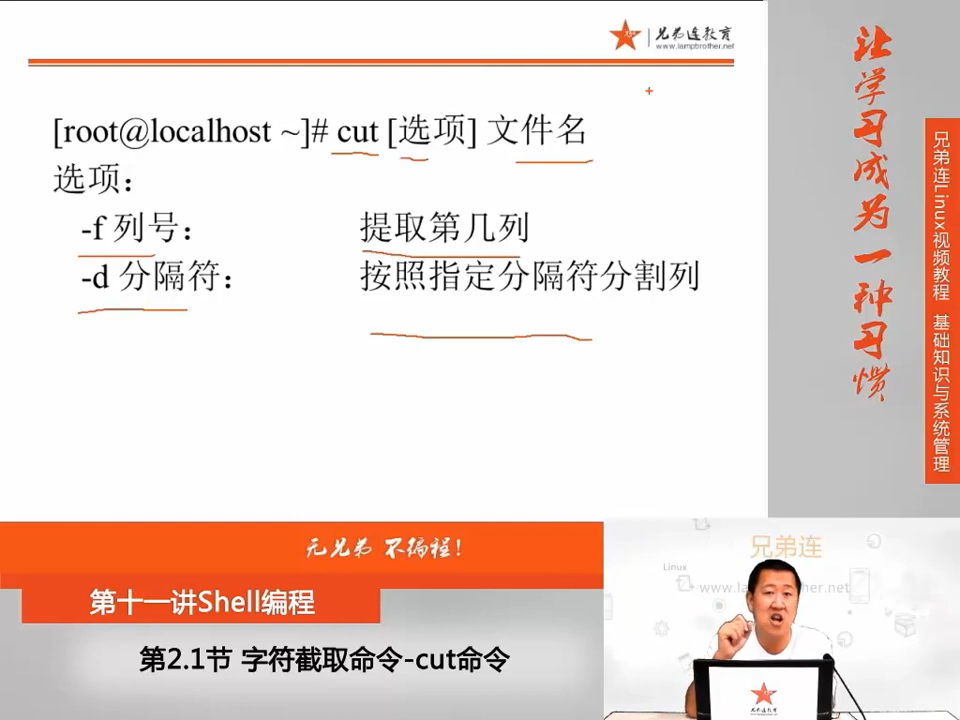 兄弟连教育
www.lampbrother.net
[root@localhost ~]# cut [选项] 文件名
选项：
-f 列号： 提取第几列
-d 分隔符： 按照指定分隔符分割列
让学习成为一种习惯
兄弟连Linux视频教程 基础知识与系统管理
无兄弟 不编程！
第十一讲Shell编程
第2.1节 字符截取命令-cut命令
兄弟连
Linux
兄弟连教育